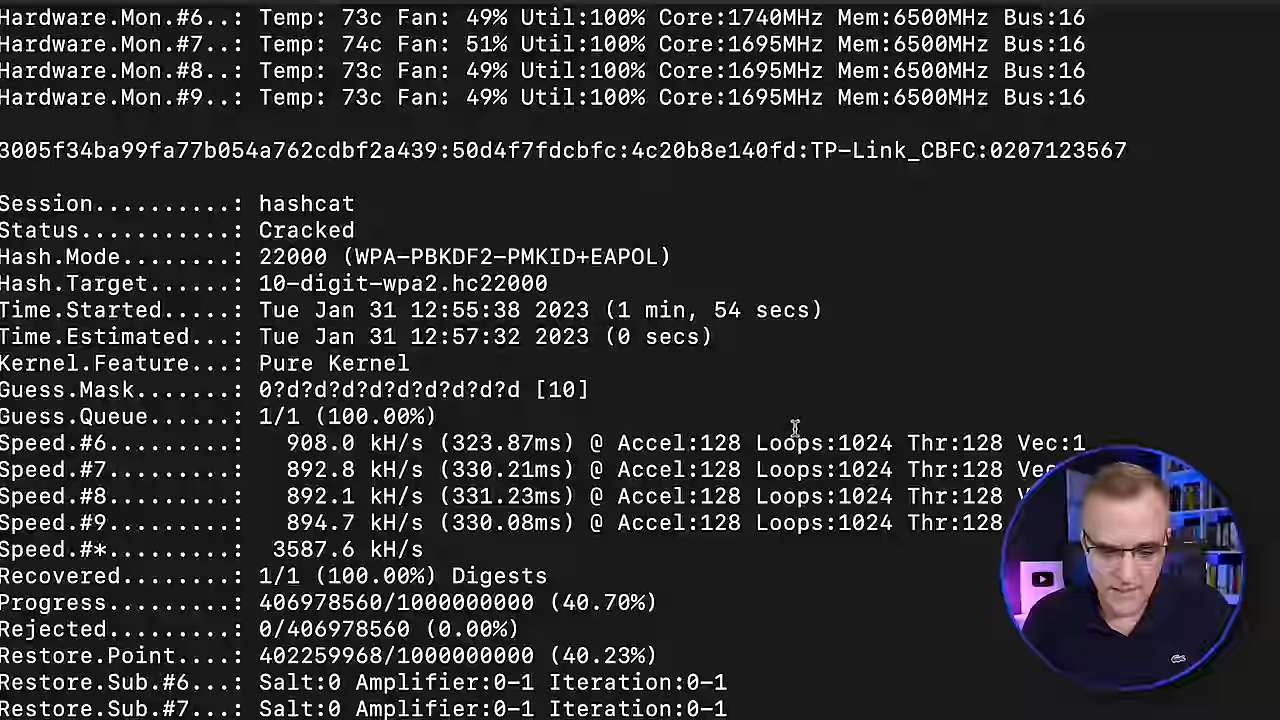 Hardware.Mon.#6..: Temp: 73c Fan: 49% Util:100% Core:1740MHz Mem:6500MHz Bus:16
Hardware.Mon.#7..: Temp: 74c Fan: 51% Util:100% Core:1695MHz Mem:6500MHz Bus:16
Hardware.Mon.#8..: Temp: 73c Fan: 49% Util:100% Core:1695MHz Mem:6500MHz Bus:16
Hardware.Mon.#9..: Temp: 73c Fan: 49% Util:100% Core:1695MHz Mem:6500MHz Bus:16
3005f34ba99fa77b054a762cdbf2a439:50d4f7fdcbfc:4c20b8e140fd:TP-Link_CBFC:0207123567
Session..........: hashcat
Status...........: Cracked
Hash.Mode........: 22000 (WPA-PBKDF2-PMKID+EAPOL)
Hash.Target......: 10-digit-wpa2.hc22000
Time.Started.....: Tue Jan 31 12:55:38 2023 (1 min, 54 secs)
Time.Estimated...: Tue Jan 31 12:57:32 2023 (0 secs)
Kernel.Feature...: Pure Kernel
Guess.Mask.......: 0?d?d?d?d?d?d?d?d?d [10]
Guess.Queue......: 1/1 (100.00%)
Speed.#6.........: 908.0 kH/s (323.87ms) @ Accel:128 Loops:1024 Thr:128 Vec:1
Speed.#7.........: 892.8 kH/s (330.21ms) @ Accel:128 Loops:1024 Thr:128
Speed.#8.........: 892.1 kH/s (331.23ms) @ Accel:128 Loops:1024 Thr:128
Speed.#9.........: 894.7 kH/s (330.08ms) @ Accel:128 Loops:1024 Thr:128
Speed.#*.........: 3587.6 kH/s
Recovered........: 1/1 (100.00%) Digests
Progress.........: 406978560/1000000000 (40.70%)
Rejected.........: 0/406978560 (0.00%)
Restore.Point....: 402259968/1000000000 (40.23%)
Restore.Sub.#6...: Salt:0 Amplifier:0-1 Iteration:0-1
Restore.Sub.#7...: Salt:0 Amplifier:0-1 Iteration:0-1